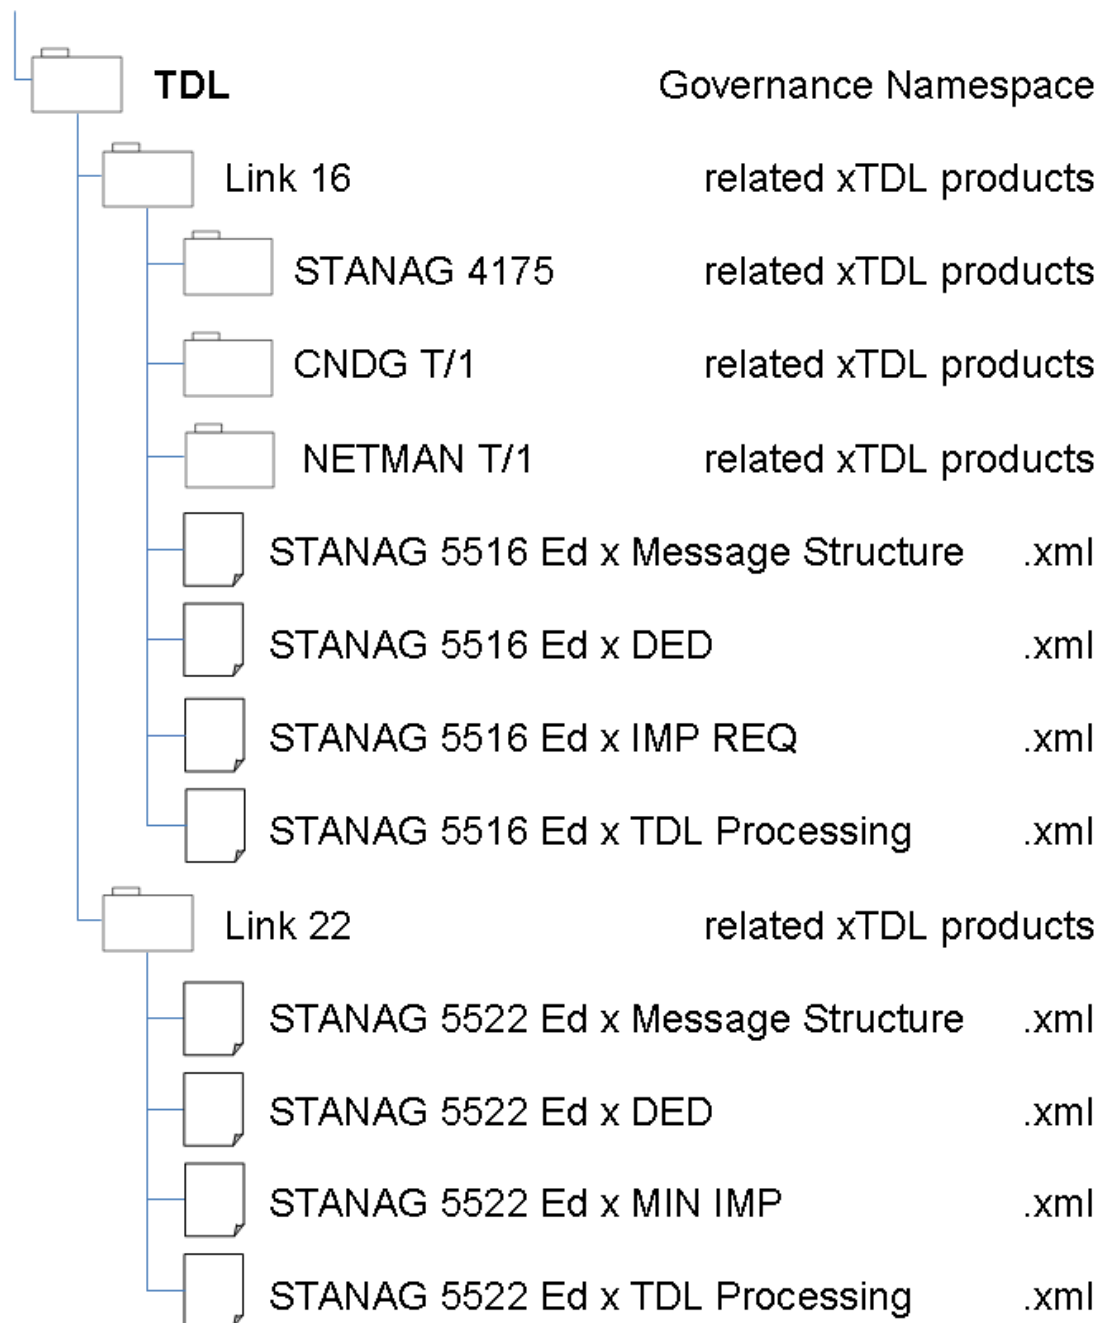 TDL Governance Namespace
Link 16 related xTDL products
STANAG 4175 related xTDL products
CNDG T/1 related xTDL products
NETMAN T/1 related xTDL products
STANAG 5516 Ed x Message Structure .xml
STANAG 5516 Ed x DED .xml
STANAG 5516 Ed x IMP REQ .xml
STANAG 5516 Ed x TDL Processing .xml
Link 22 related xTDL products
STANAG 5522 Ed x Message Structure .xml
STANAG 5522 Ed x DED .xml
STANAG 5522 Ed x MIN IMP .xml
STANAG 5522 Ed x TDL Processing .xml